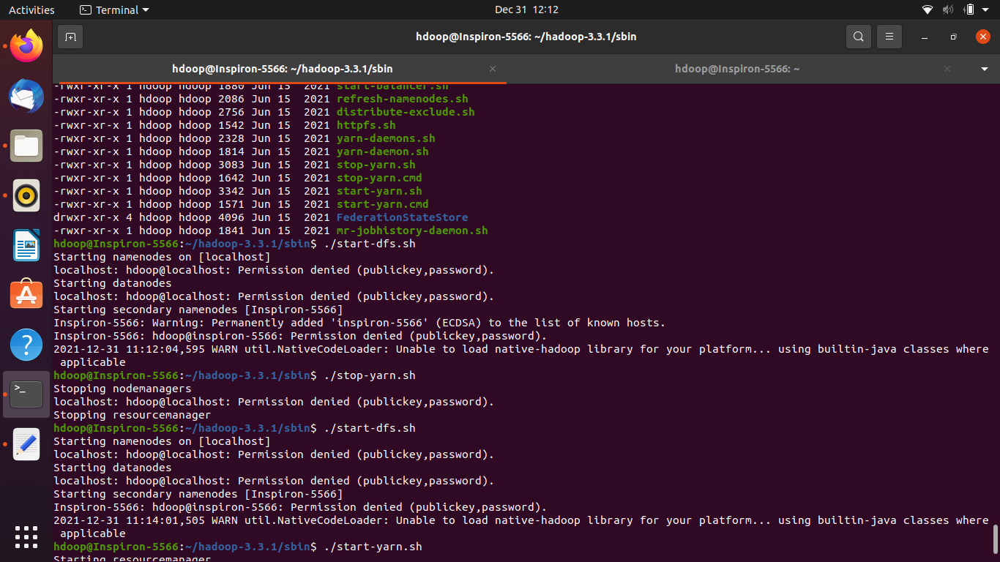 Activities
Terminal
Dec 31 12:12
hdoop@Inspiron-5566: ~/hadoop-3.3.1/sbin
hdoop@Inspiron-5566: ~/hadoop-3.3.1/sbin
hdoop@Inspiron-5566: ~
-rwxr-xr-x 1 hdoop hdoop 1880 Jun 15  2021 start-balancer.sh
-rwxr-xr-x 1 hdoop hdoop 2086 Jun 15  2021 refresh-namenodes.sh
-rwxr-xr-x 1 hdoop hdoop 2756 Jun 15  2021 distribute-exclude.sh
-rwxr-xr-x 1 hdoop hdoop 1542 Jun 15  2021 httpfs.sh
-rwxr-xr-x 1 hdoop hdoop 2328 Jun 15  2021 yarn-daemons.sh
-rwxr-xr-x 1 hdoop hdoop 1814 Jun 15  2021 yarn-daemon.sh
-rwxr-xr-x 1 hdoop hdoop 3083 Jun 15  2021 stop-yarn.sh
-rwxr-xr-x 1 hdoop hdoop 1642 Jun 15  2021 stop-yarn.cmd
-rwxr-xr-x 1 hdoop hdoop 3342 Jun 15  2021 start-yarn.sh
-rwxr-xr-x 1 hdoop hdoop 1571 Jun 15  2021 start-yarn.cmd
drwxr-xr-x 4 hdoop hdoop 4096 Jun 15  2021 FederationStateStore
-rwxr-xr-x 1 hdoop hdoop 1841 Jun 15  2021 mr-jobhistory-daemon.sh
hdoop@Inspiron-5566:~/hadoop-3.3.1/sbin$ ./start-dfs.sh
Starting namenodes on [localhost]
localhost: hdoop@localhost: Permission denied (publickey,password).
Starting datanodes
localhost: hdoop@localhost: Permission denied (publickey,password).
Starting secondary namenodes [Inspiron-5566]
Inspiron-5566: Warning: Permanently added 'inspiron-5566' (ECDSA) to the list of known hosts.
Inspiron-5566: hdoop@inspiron-5566: Permission denied (publickey,password).
2021-12-31 11:12:04,595 WARN util.NativeCodeLoader: Unable to load native-hadoop library for your platform... using builtin-java classes where
applicable
hdoop@Inspiron-5566:~/hadoop-3.3.1/sbin$ ./stop-yarn.sh
Stopping nodemanagers
localhost: hdoop@localhost: Permission denied (publickey,password).
Stopping resourcemanager
hdoop@Inspiron-5566:~/hadoop-3.3.1/sbin$ ./start-dfs.sh
Starting namenodes on [localhost]
localhost: hdoop@localhost: Permission denied (publickey,password).
Starting datanodes
localhost: hdoop@localhost: Permission denied (publickey,password).
Starting secondary namenodes [Inspiron-5566]
Inspiron-5566: hdoop@inspiron-5566: Permission denied (publickey,password).
2021-12-31 11:14:01,505 WARN util.NativeCodeLoader: Unable to load native-hadoop library for your platform... using builtin-java classes where
applicable
hdoop@Inspiron-5566:~/hadoop-3.3.1/sbin$ ./start-yarn.sh
Starting resourcemanager